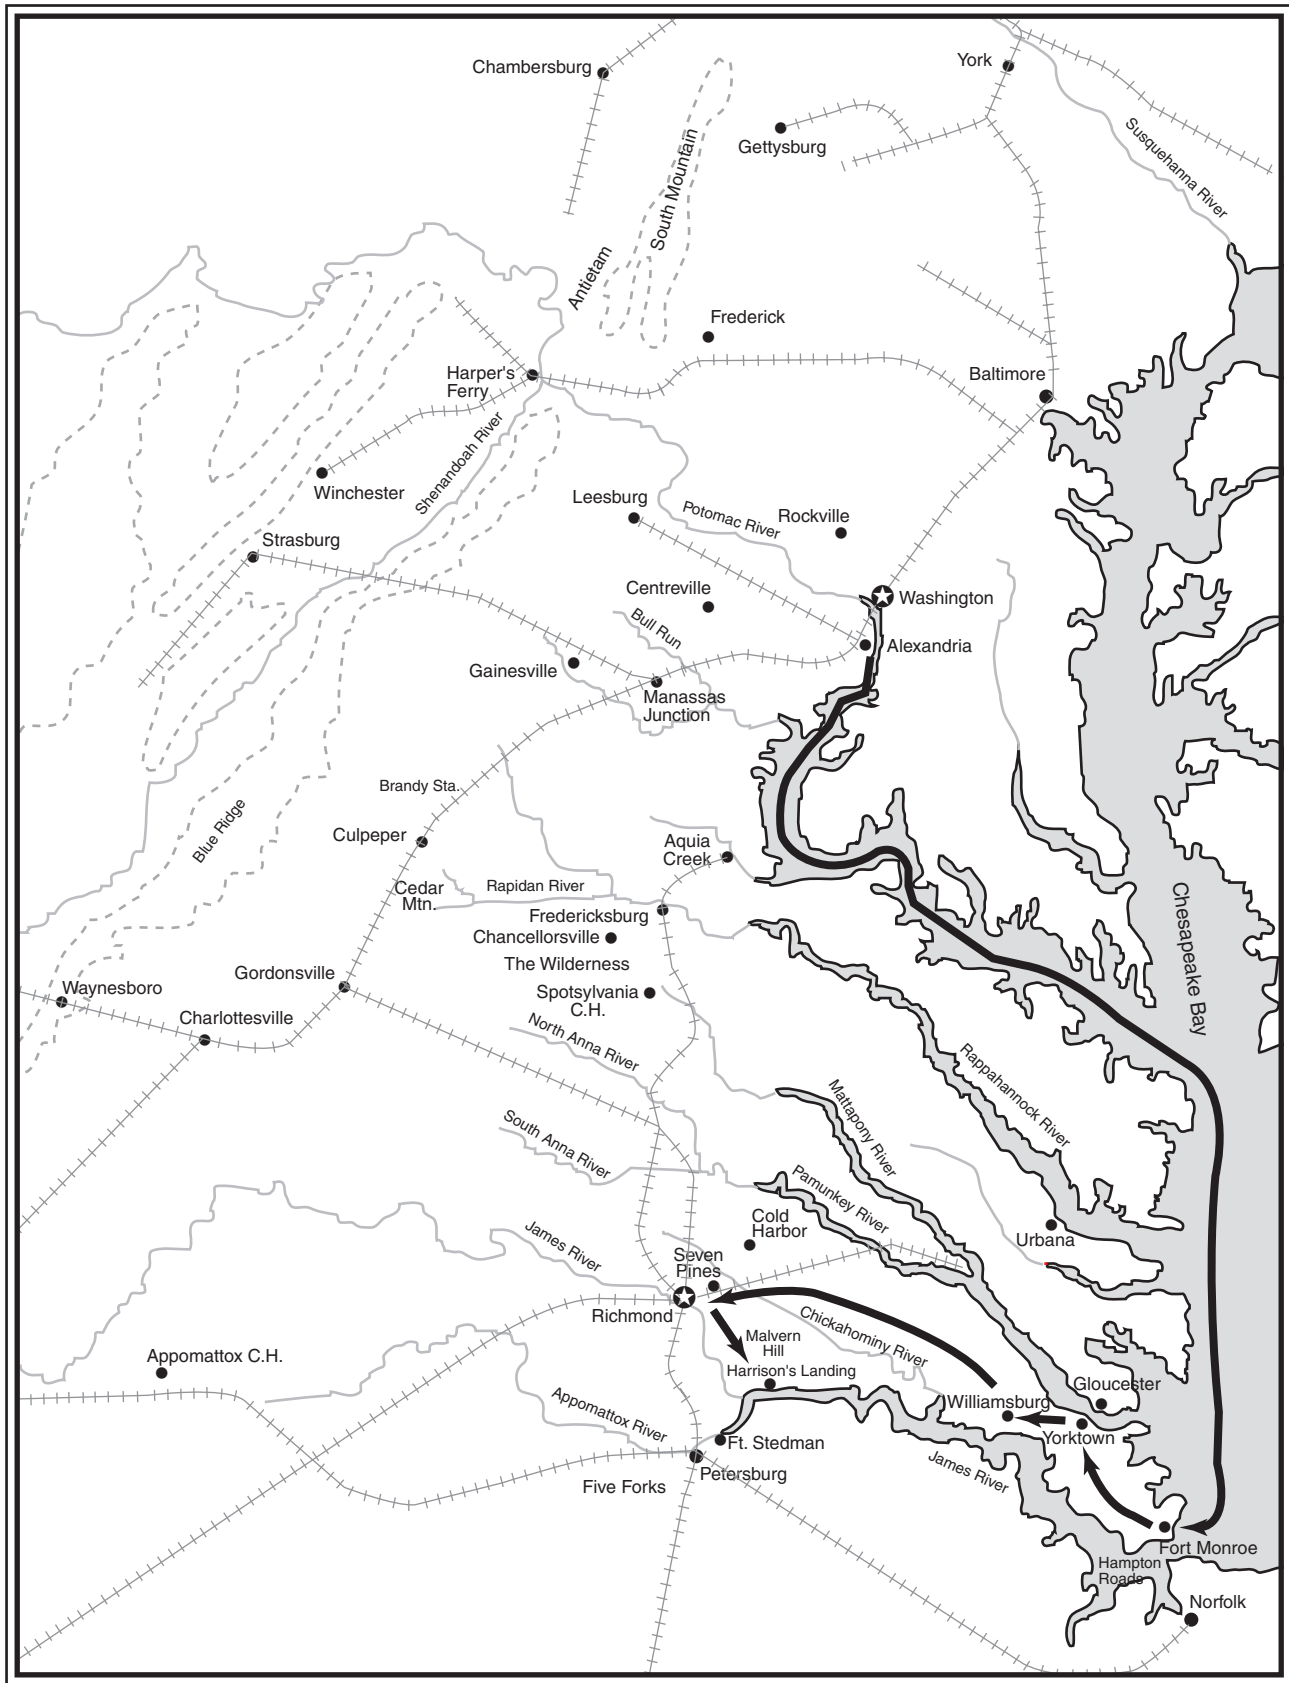 Chambersburg
York
Gettysburg
Susquehanna River
South Mountain
Antietam
Frederick
Harper's
Ferry
Baltimore
Shenandoah River
Winchester
Leesburg
Potomac River
Rockville
Strasburg
Centreville
Washington
Bull Run
Alexandria
Gainesville
Manassas
Junction
Brandy Sta.
Blue Ridge
Culpeper
Aquia
Creek
Cedar
Mtn.
Rapidan River
Fredericksburg
Chancellorsville
Chesapeake Bay
The Wilderness
Gordonsville
Waynesboro
Spotsylvania
C.H.
Charlottesville
North Anna River
Rappahannock River
Mattapony River
South Anna River
Pamunkey River
Cold
Harbor
Urbana
James River
Seven
Pines
Richmond
Chickahominy River
Malvern
Hill
Appomattox C.H.
Harrison's Landing
Gloucester
Williamsburg
Appomattox River
Yorktown
Ft. Stedman
James River
Petersburg
Five Forks
Fort Monroe
Hampton
Roads
Norfolk